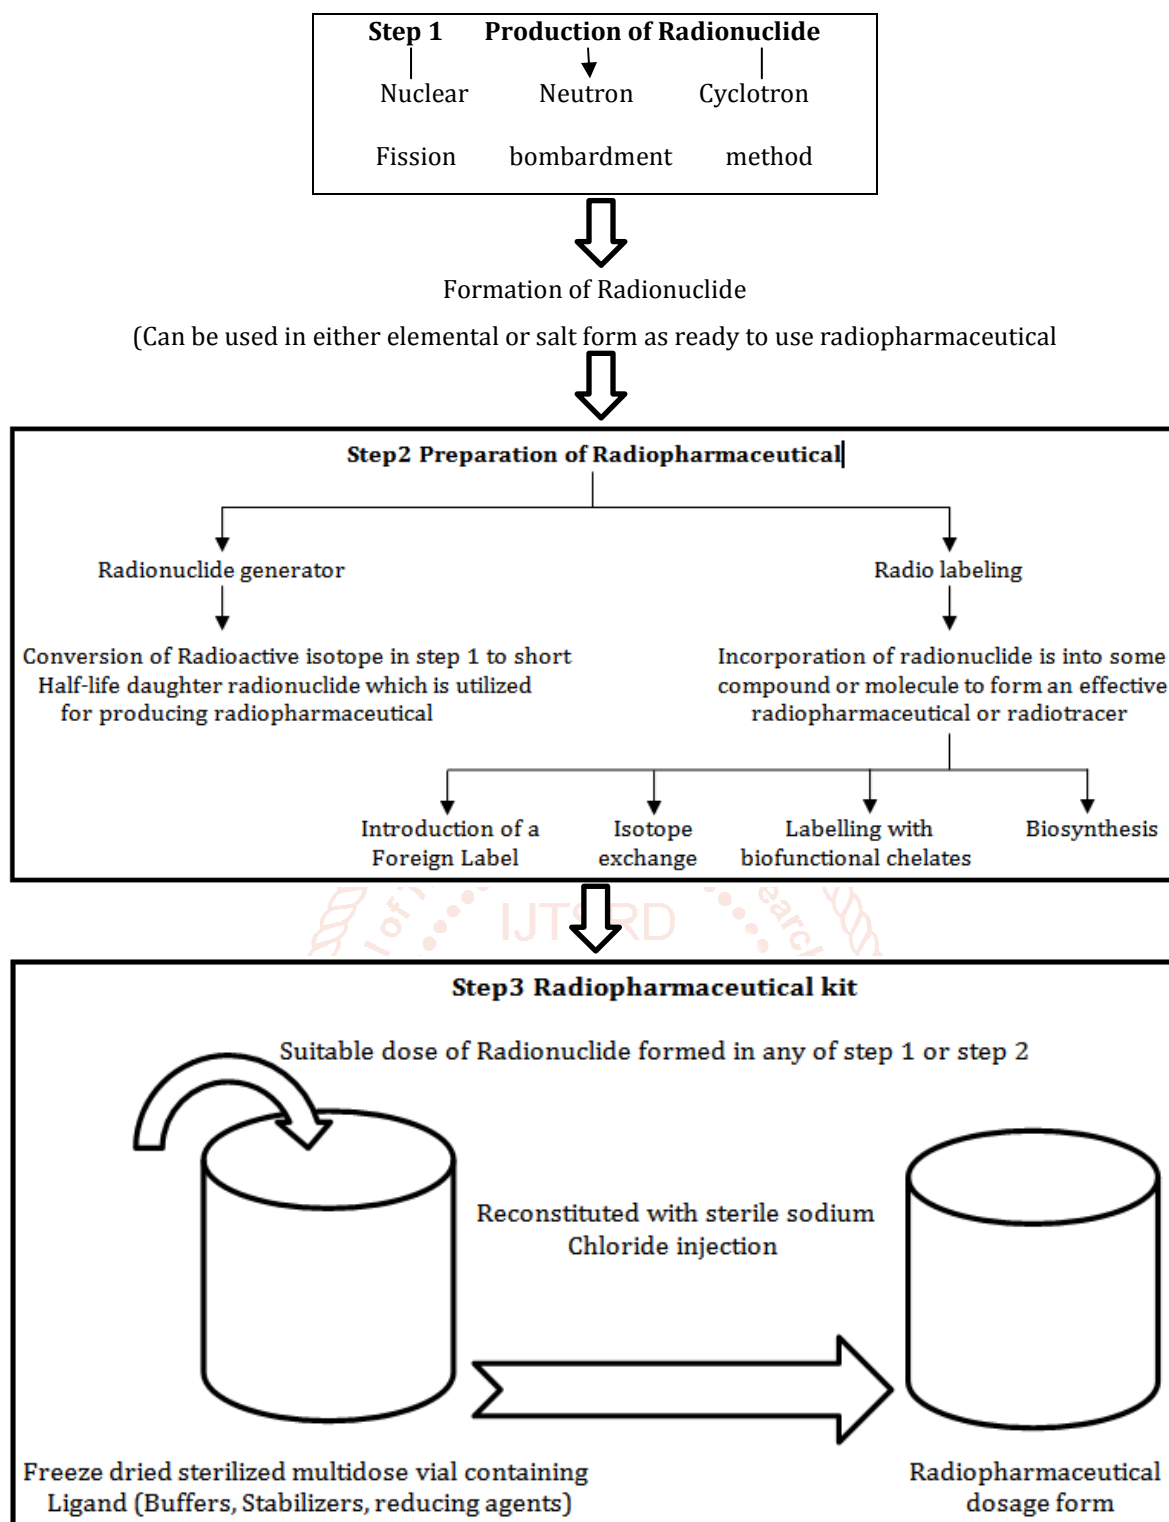 Step 1 Production of Radionuclide
Nuclear Neutron Cyclotron
Fission bombardment method
Formation of Radionuclide
(Can be used in either elemental or salt form as ready to use radiopharmaceutical
Step2 Preparation of Radiopharmaceutical
Radionuclide generator
Radio labeling
Conversion of Radioactive isotope in step 1 to short
Half-life daughter radionuclide which is utilized
for producing radiopharmaceutical
Incorporation of radionuclide is into some
compound or molecule to form an effective
radiopharmaceutical or radiotracer
Introduction of a
Foreign Label
Isotope
exchange
Labelling with
biofunctional chelates
Biosynthesis
IJTSRD
Step3 Radiopharmaceutical kit
Suitable dose of Radionuclide formed in any of step 1 or step 2
Reconstituted with sterile sodium
Chloride injection
Freeze dried sterilized multidose vial containing
Ligand (Buffers, Stabilizers, reducing agents)
Radiopharmaceutical
dosage form